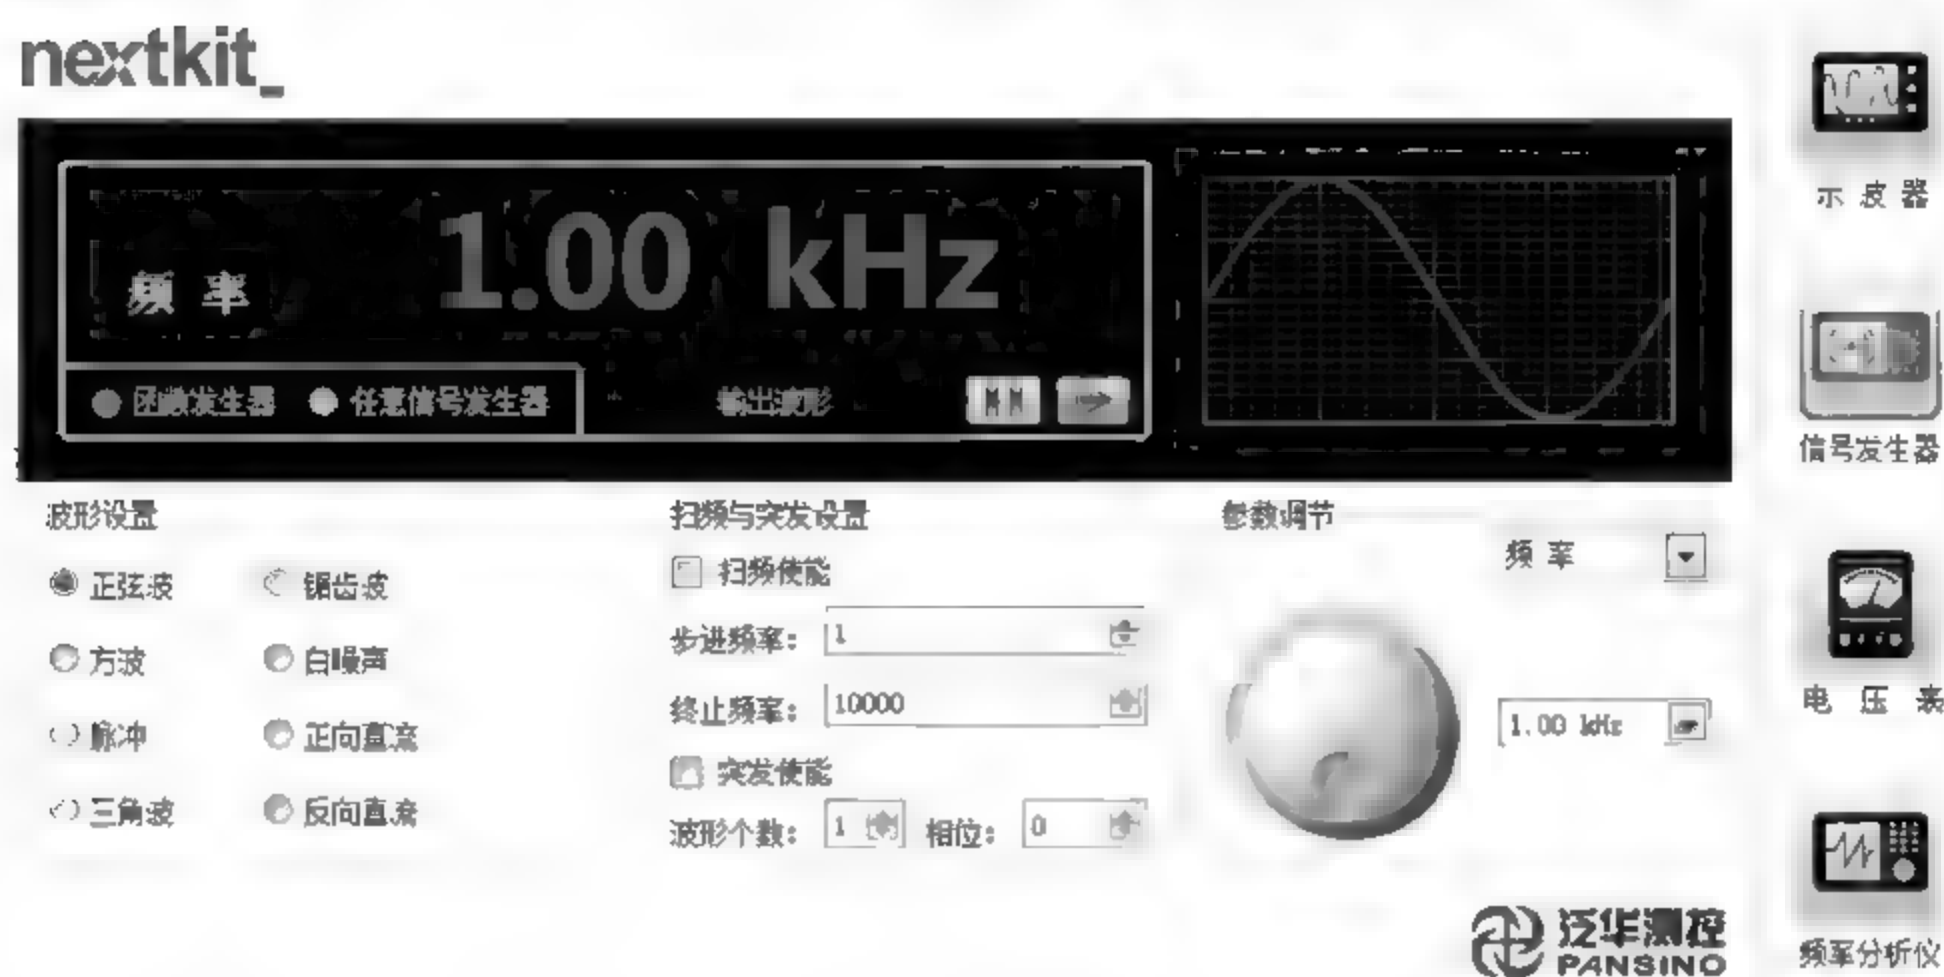 nextkit_
频 率 1.00 kHz
函数发生器 任意信号发生器 输出波形
波形设置
正弦波 锯齿波
方波 白噪声
脉冲 正向直流
三角波 反向直流
扫频与突发设置
扫频使能
步进频率: 1
终止频率: 10000
突发使能
波形个数: 1 相位: 0
参数调节
频 率
1.00 kHz
泛华测控
PANSINO
示 波 器
信号发生器
电 压 表
频率分析仪